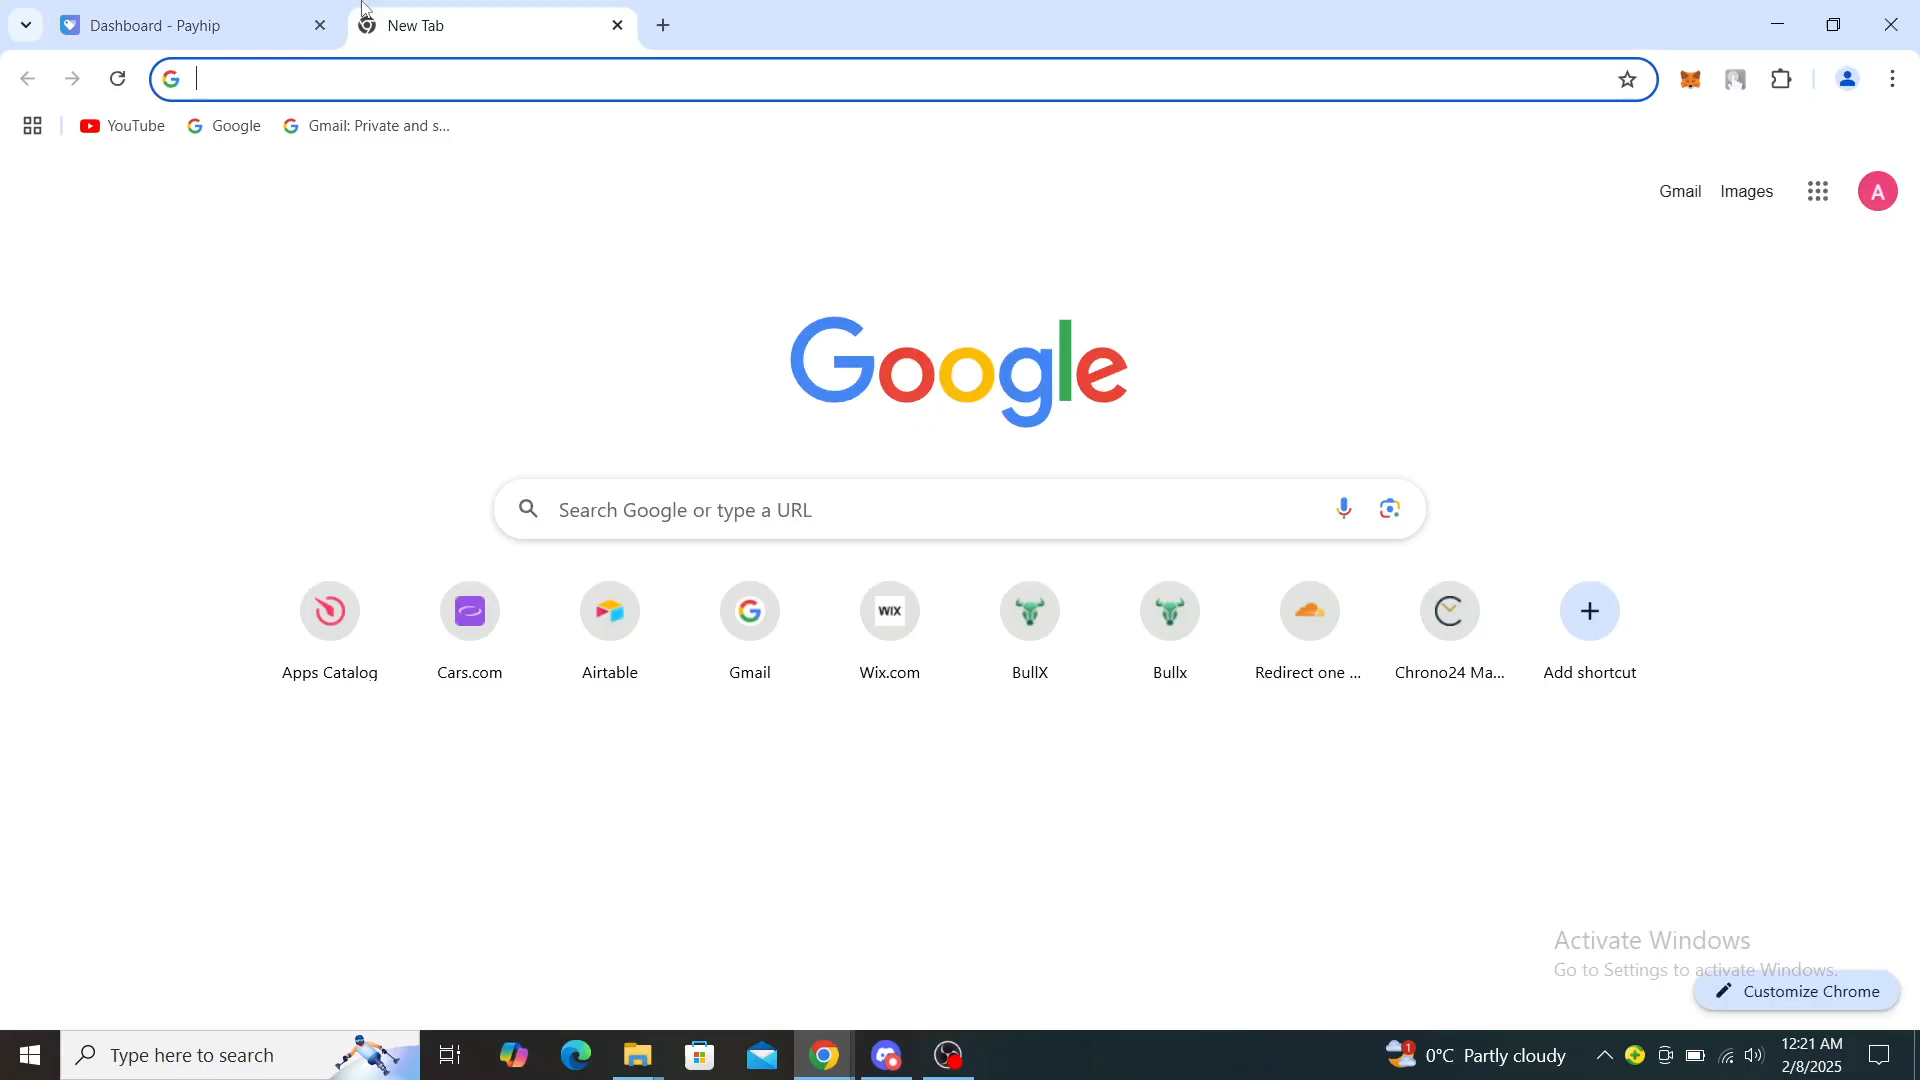 Dashboard - Payhip
New Tab
YouTube
Google
Gmail: Private and s...
Gmail
Images
A
Google
Search Google or type a URL
WIX
Apps Catalog
Cars.com
Airtable
Gmail
Wix.com
BullX
Bullx
Redirect one ...
Chrono24 Ma...
Add shortcut
Activate Windows
Go to Settings to activate Windows.
Customize Chrome
Type here to search
1
0°C Partly cloudy
12:21 AM
2/8/2025